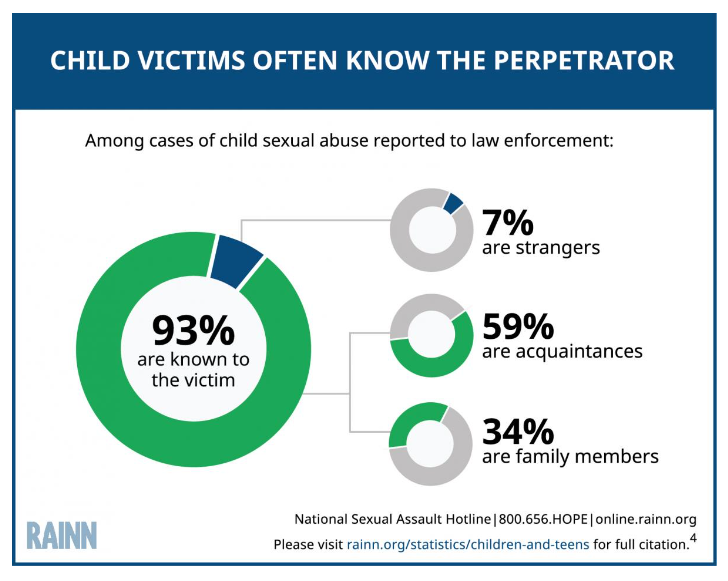 CHILD VICTIMS OFTEN KNOW THE PERPETRATOR
Among cases of child sexual abuse reported to law enforcement:
7%
are strangers
93%
are known to
the victim
59%
are acquaintances
34%
are family members
National Sexual Assault Hotline|800.656.HOPE|online.rainn.org
RAINN
Please visit rainn.org/statistics/children-and-teens for full citation.4